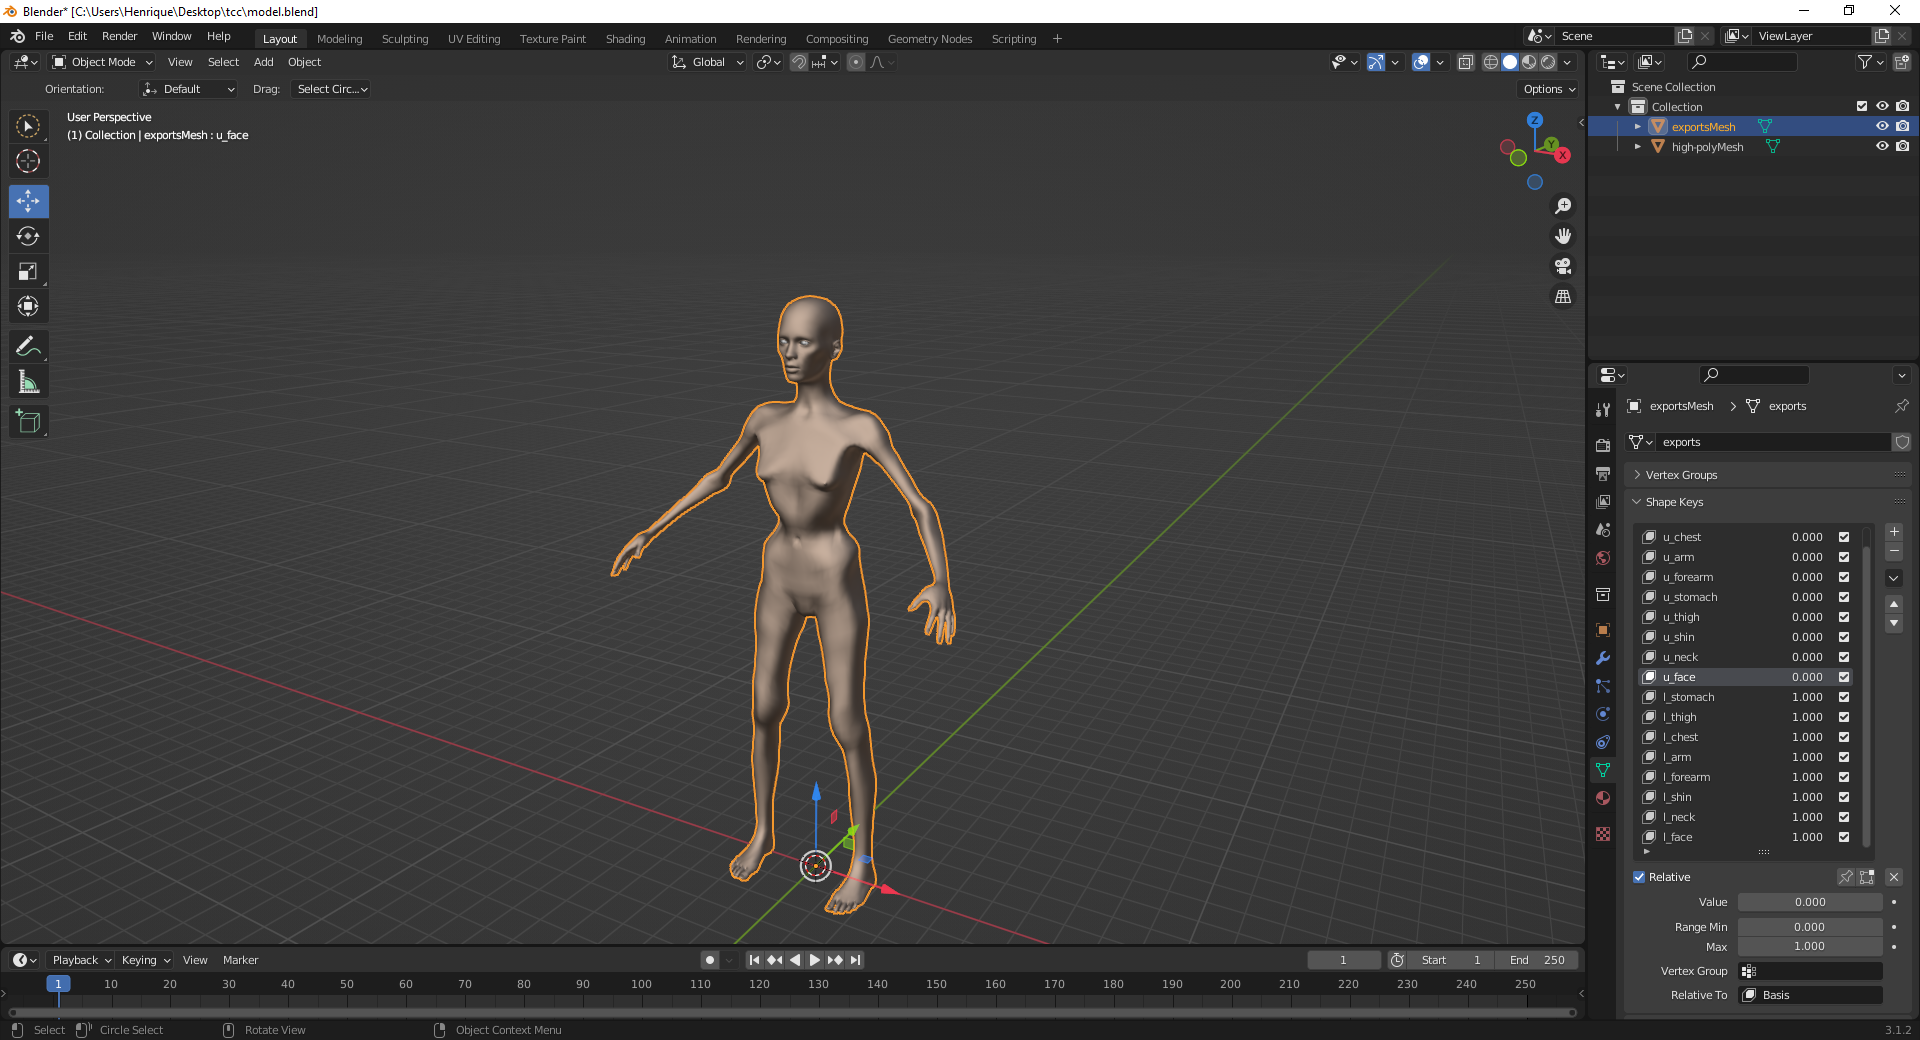 Blender* [C:\Users\Henrique\Desktop\tcc\model.blend]
File Edit Render Window Help Layout Modeling Sculpting UV Editing Texture Paint Shading Animation Rendering Compositing Geometry Nodes Scripting + Scene ViewLayer
Object Mode View Select Add Object Global
Orientation: Default Drag: Select Circ... Options
User Perspective
(1) Collection | exportsMesh : u_face
Z
Y
X
Scene Collection
Collection
exportsMesh
high-polyMesh
exportsMesh > exports
exports
Vertex Groups
Shape Keys
u_chest 0.000
u_arm 0.000
u_forearm 0.000
u_stomach 0.000
u_thigh 0.000
u_shin 0.000
u_neck 0.000
u_face 0.000
l_stomach 1.000
l_thigh 1.000
l_chest 1.000
l_arm 1.000
l_forearm 1.000
l_shin 1.000
l_neck 1.000
l_face 1.000
Relative
Value 0.000
Range Min 0.000
Max 1.000
Vertex Group
Relative To Basis
Playback Keying View Marker 1 Start 1 End 250
1 10 20 30 40 50 60 70 80 90 100 110 120 130 140 150 160 170 180 190 200 210 220 230 240 250
Select Circle Select Rotate View Object Context Menu 3.1.2